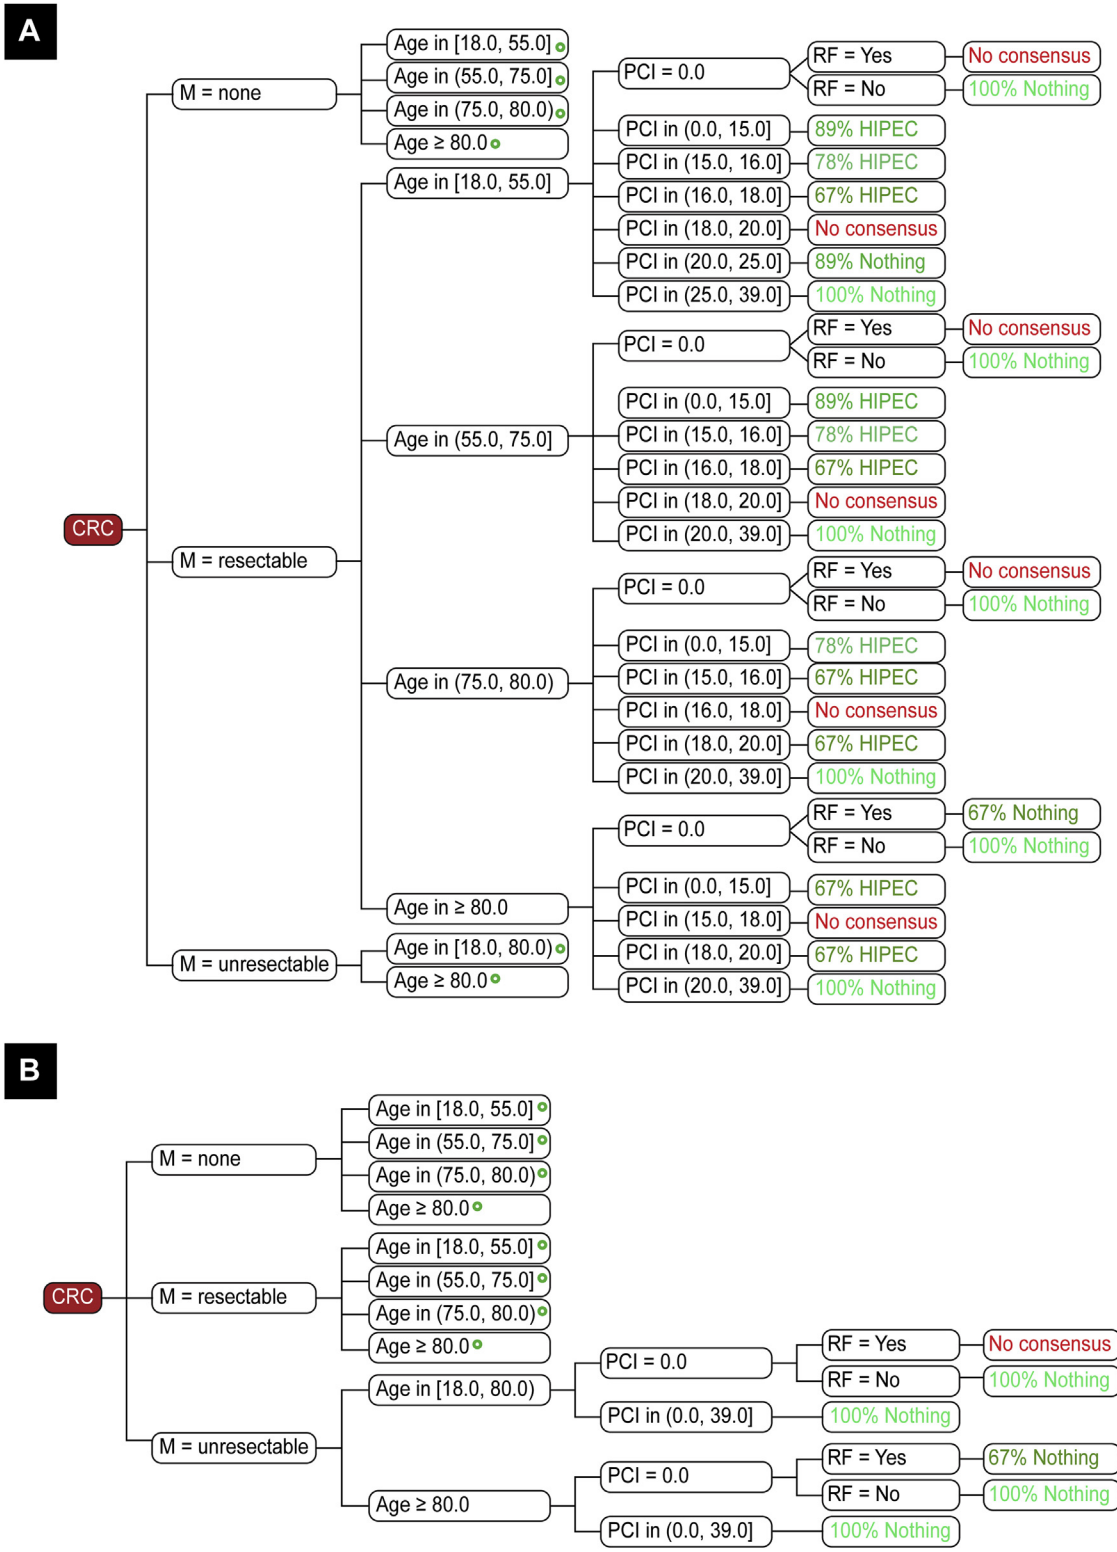 A
Age in [18.0, 55.0]
Age in (55.0, 75.0]
M = none
Age in (75.0, 80.0)
Age ≥ 80.0
Age in [18.0, 55.0]
PCI = 0.0
RF = Yes
No consensus
RF = No
100% Nothing
PCI in (0.0, 15.0]
89% HIPEC
PCI in (15.0, 16.0]
78% HIPEC
PCI in (16.0, 18.0]
67% HIPEC
PCI in (18.0, 20.0]
No consensus
PCI in (20.0, 25.0]
89% Nothing
PCI in (25.0, 39.0]
100% Nothing
CRC
M = resectable
Age in (55.0, 75.0]
PCI = 0.0
RF = Yes
No consensus
RF = No
100% Nothing
PCI in (0.0, 15.0]
89% HIPEC
PCI in (15.0, 16.0]
78% HIPEC
PCI in (16.0, 18.0]
67% HIPEC
PCI in (18.0, 20.0]
No consensus
PCI in (20.0, 39.0]
100% Nothing
Age in (75.0, 80.0)
PCI = 0.0
RF = Yes
No consensus
RF = No
100% Nothing
PCI in (0.0, 15.0]
78% HIPEC
PCI in (15.0, 16.0]
67% HIPEC
PCI in (16.0, 18.0]
No consensus
PCI in (18.0, 20.0]
67% HIPEC
PCI in (20.0, 39.0]
100% Nothing
Age in ≥ 80.0
PCI = 0.0
RF = Yes
67% Nothing
RF = No
100% Nothing
PCI in (0.0, 15.0]
67% HIPEC
PCI in (15.0, 18.0]
No consensus
PCI in (18.0, 20.0]
67% HIPEC
PCI in (20.0, 39.0]
100% Nothing
M = unresectable
Age in [18.0, 80.0)
Age ≥ 80.0
B
CRC
M = none
Age in [18.0, 55.0]
Age in (55.0, 75.0]
Age in (75.0, 80.0)
Age ≥ 80.0
M = resectable
Age in [18.0, 55.0]
Age in (55.0, 75.0]
Age in (75.0, 80.0)
Age ≥ 80.0
M = unresectable
Age in [18.0, 80.0)
PCI = 0.0
RF = Yes
No consensus
RF = No
100% Nothing
PCI in (0.0, 39.0]
100% Nothing
Age ≥ 80.0
PCI = 0.0
RF = Yes
67% Nothing
RF = No
100% Nothing
PCI in (0.0, 39.0]
100% Nothing